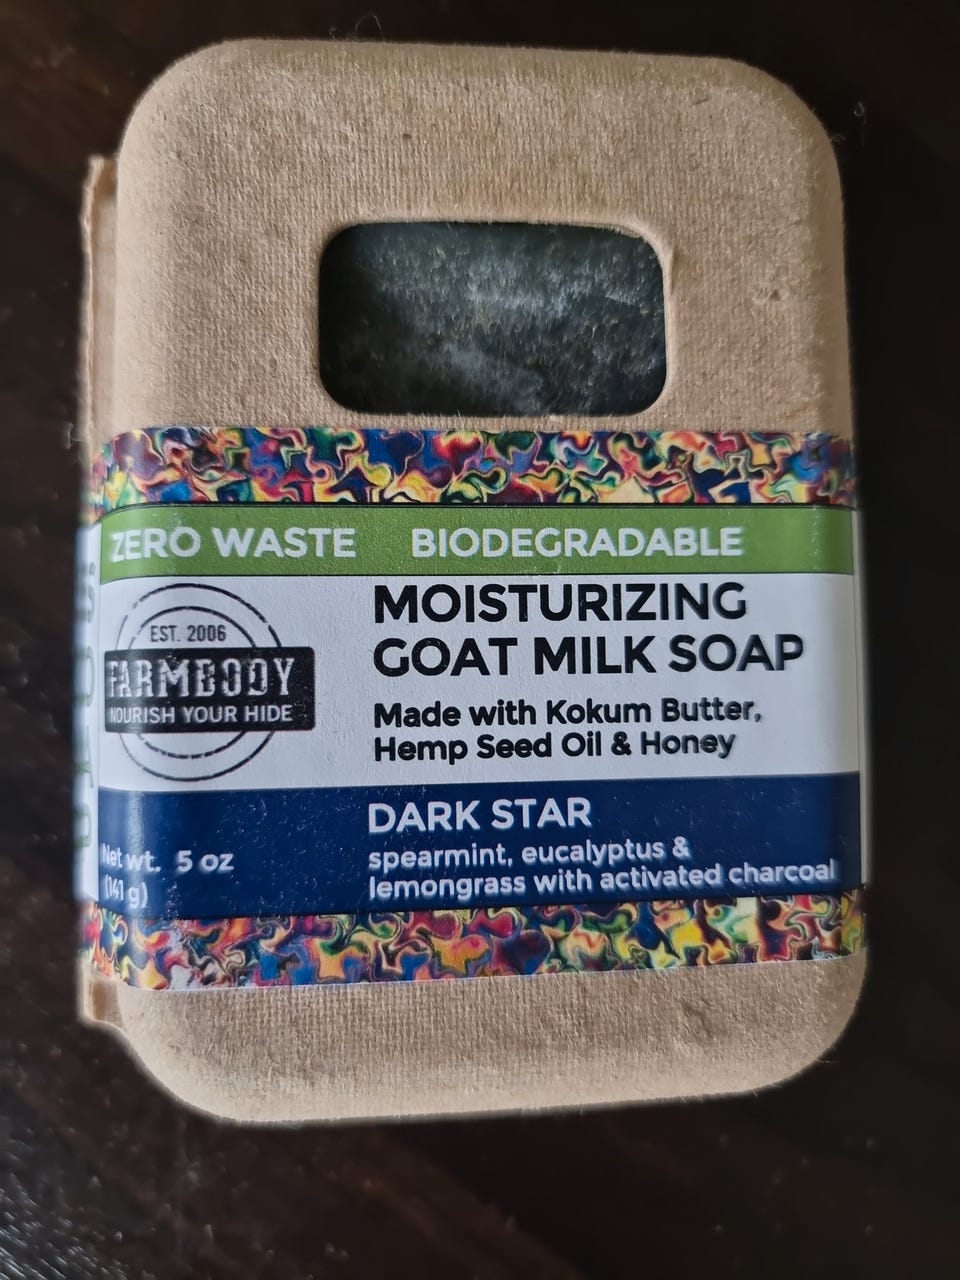 ZERO WASTE BIODEGRADABLE
EST. 2006
FARMBODY
NOURISH YOUR HIDE
MOISTURIZING
GOAT MILK SOAP
Made with Kokum Butter,
Hemp Seed Oil & Honey
DARK STAR
spearmint, eucalyptus &
lemongrass with activated charcoal
Net wt. 5 oz
(141 g)